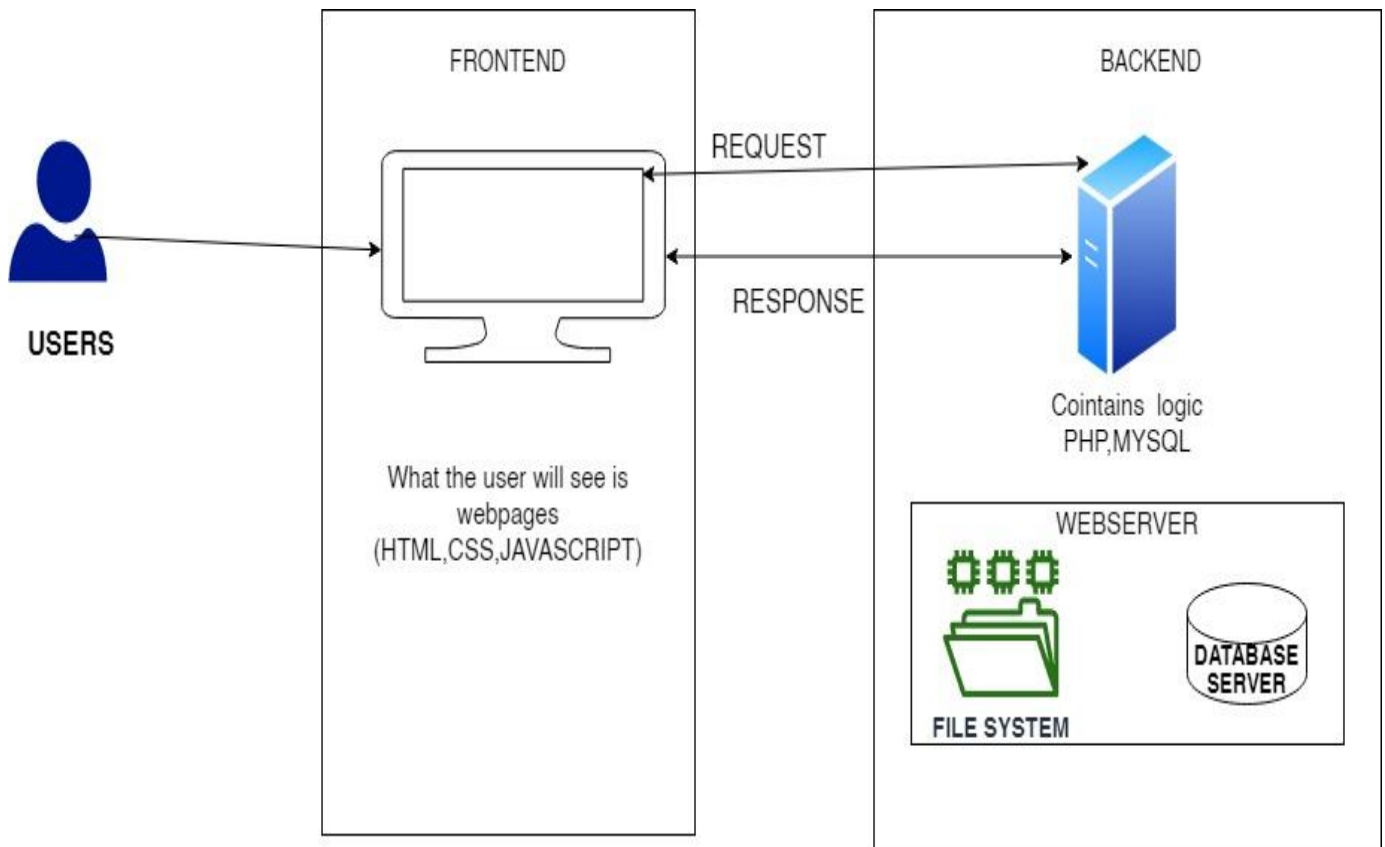 FRONTEND
BACKEND
REQUEST
RESPONSE
USERS
What the user will see is
webpages
(HTML,CSS,JAVASCRIPT)
Cointains logic
PHP,MYSQL
WEBSERVER
FILE SYSTEM
DATABASE
SERVER